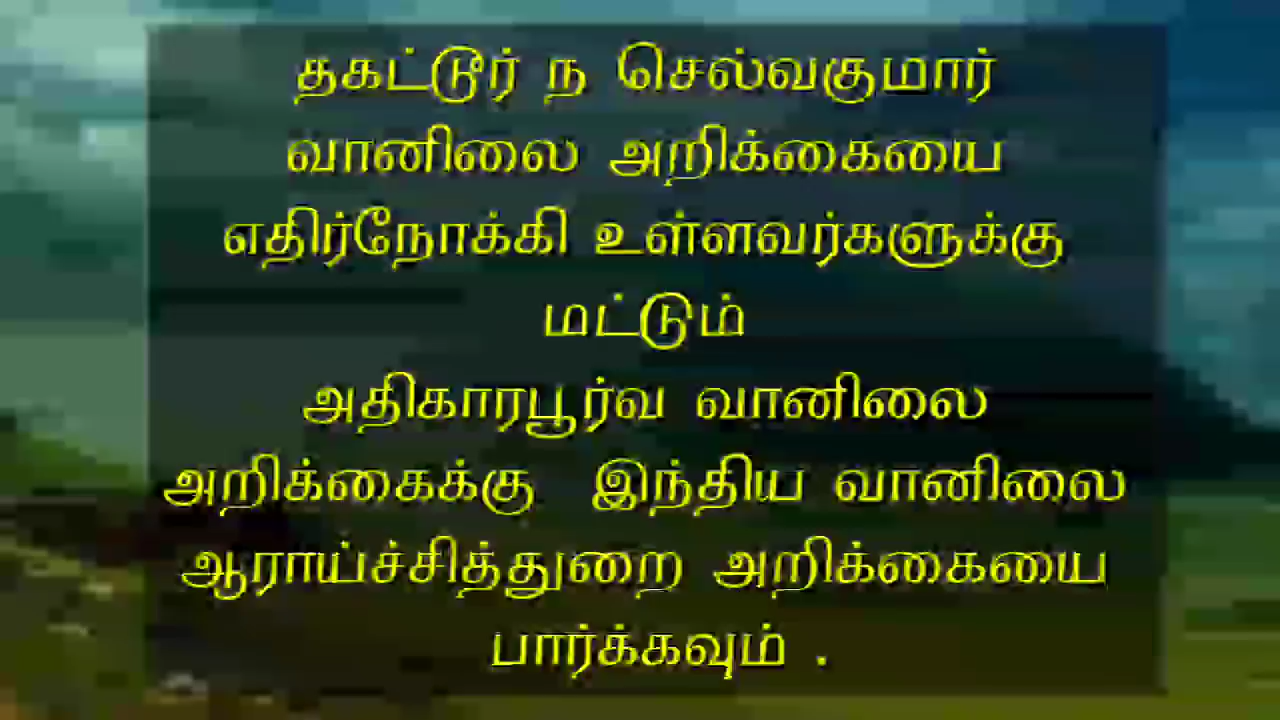 தகட்டூர் ந செல்வகுமார்
வானிலை அறிக்கையை
எதிர்நோக்கி உள்ளவர்களுக்கு
மட்டும்
அதிகாரபூர்வ வானிலை
அறிக்கைக்கு இந்திய வானிலை
ஆராய்ச்சித்துறை அறிக்கையை
பார்க்கவும் .